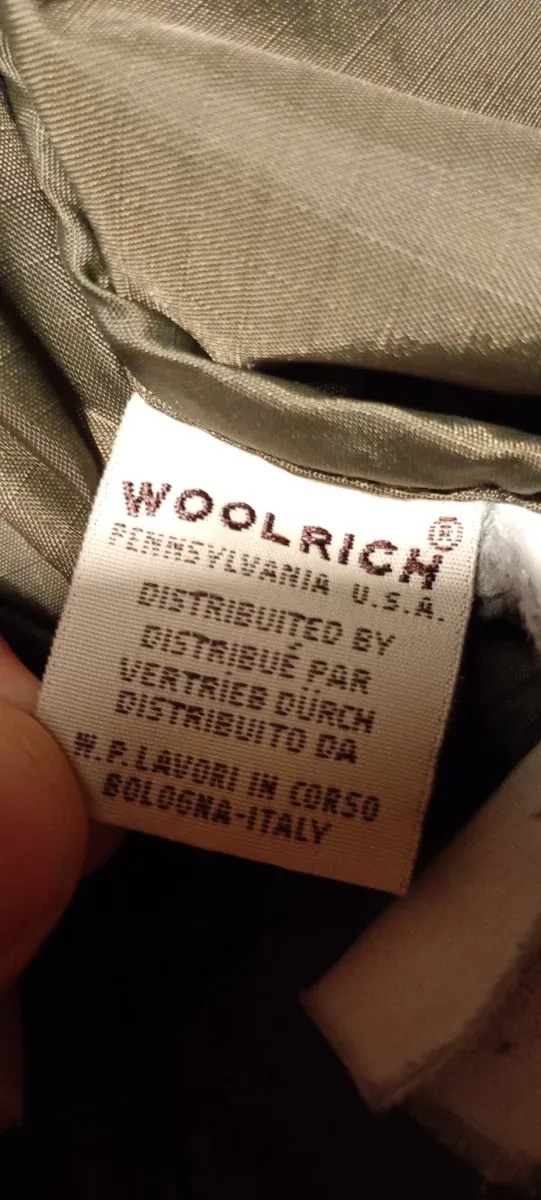 WOOLRICH®
PENNSYLVANIA U.S.A.
DISTRIBUITED BY
DISTRIBUÉ PAR
VERTRIEB DÜRCH
DISTRIBUITO DA
W.P. LAVORI IN CORSO
BOLOGNA-ITALY